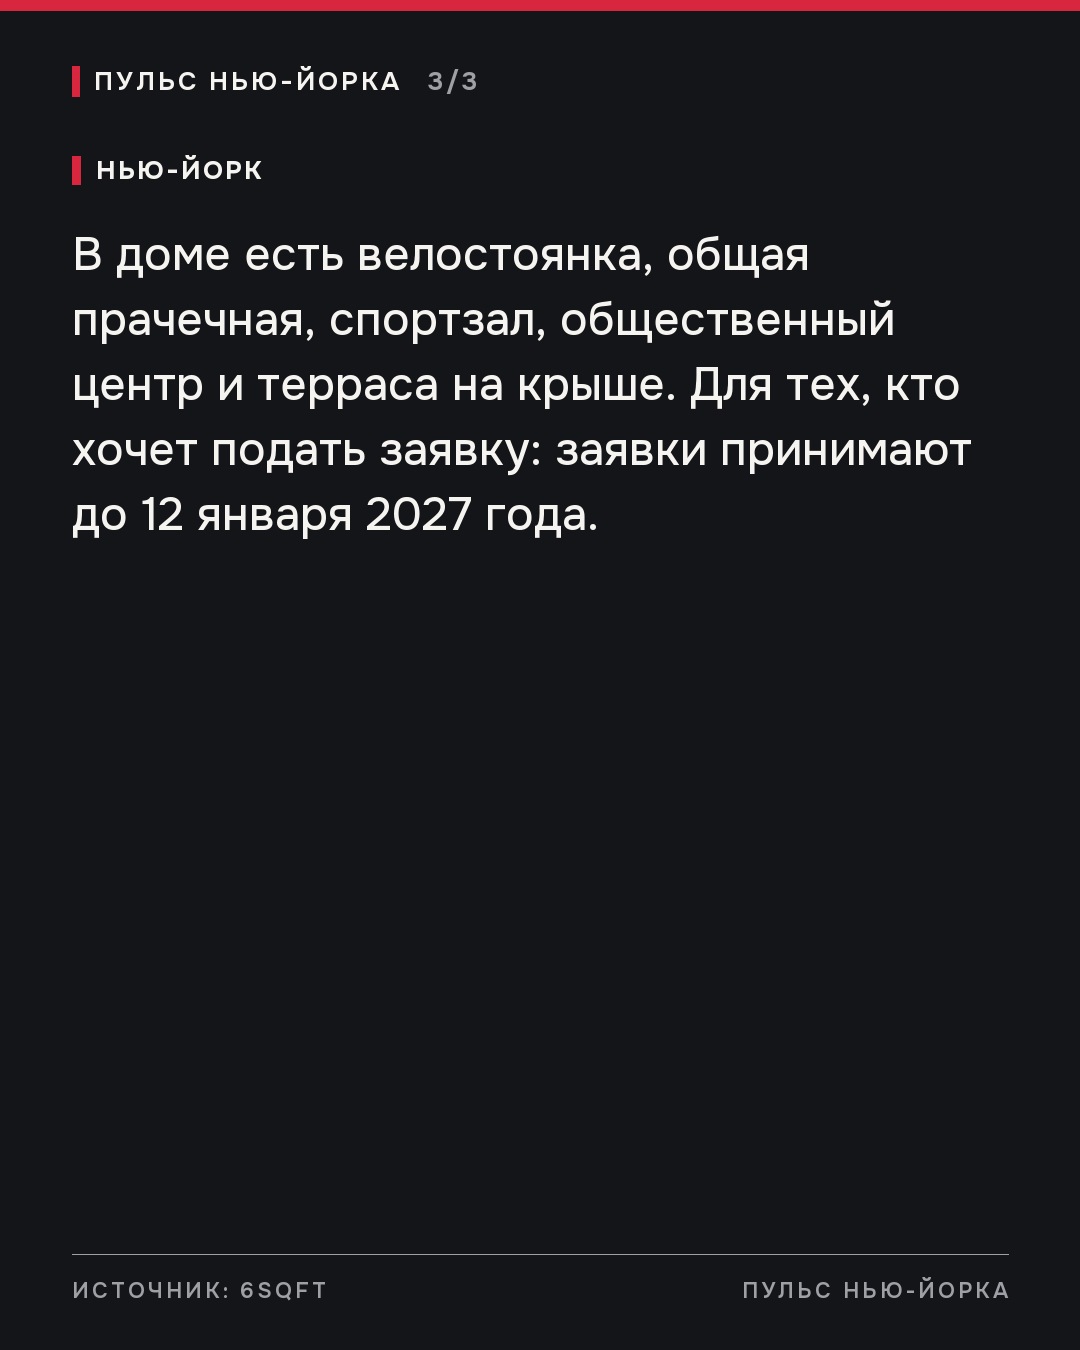 ПУЛЬС НЬЮ-ЙОРКА 3/3
НЬЮ-ЙОРК
В доме есть велостоянка, общая
прачечная, спортзал, общественный
центр и терраса на крыше. Для тех, кто
хочет подать заявку: заявки принимают
до 12 января 2027 года.
ИСТОЧНИК: 6SQFT ПУЛЬС НЬЮ-ЙОРКА